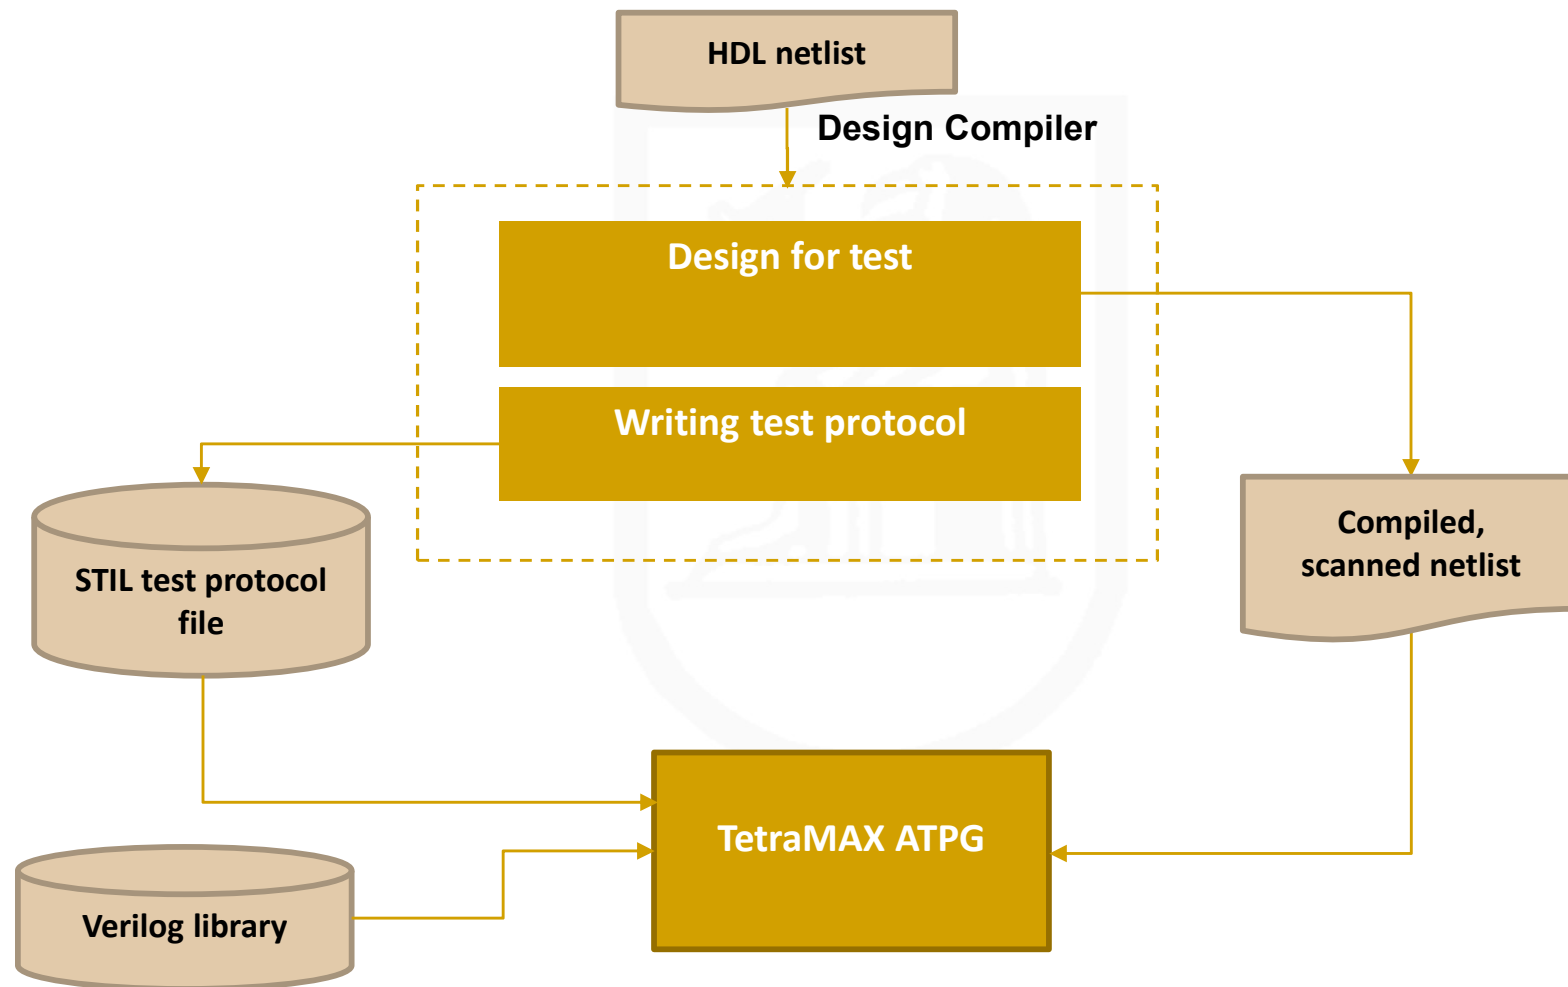 HDL netlist
Design Compiler
Design for test
Writing test protocol
STIL test protocol
file
Compiled,
scanned netlist
TetraMAX ATPG
Verilog library